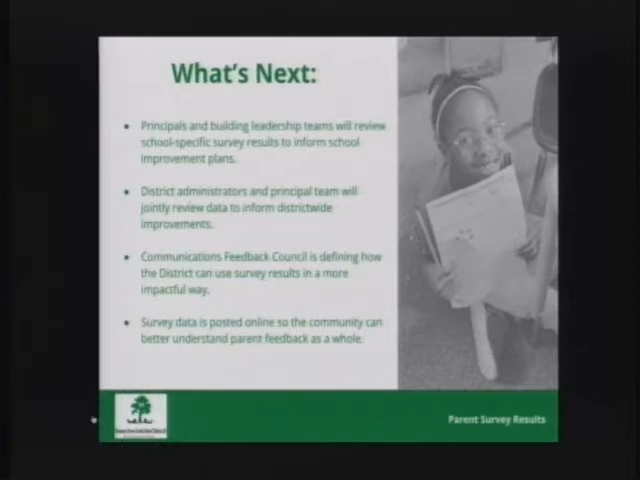 What's Next:
• Principals and building leadership teams will review
school-specific survey results to inform school
improvement plans.
• District administrators and principal team will
jointly review data to inform districtwide
improvements.
• Communications Feedback Council is defining how
the District can use survey results in a more
impactful way.
• Survey data is posted online so the community can
better understand parent feedback as a whole.
Parent Survey Results